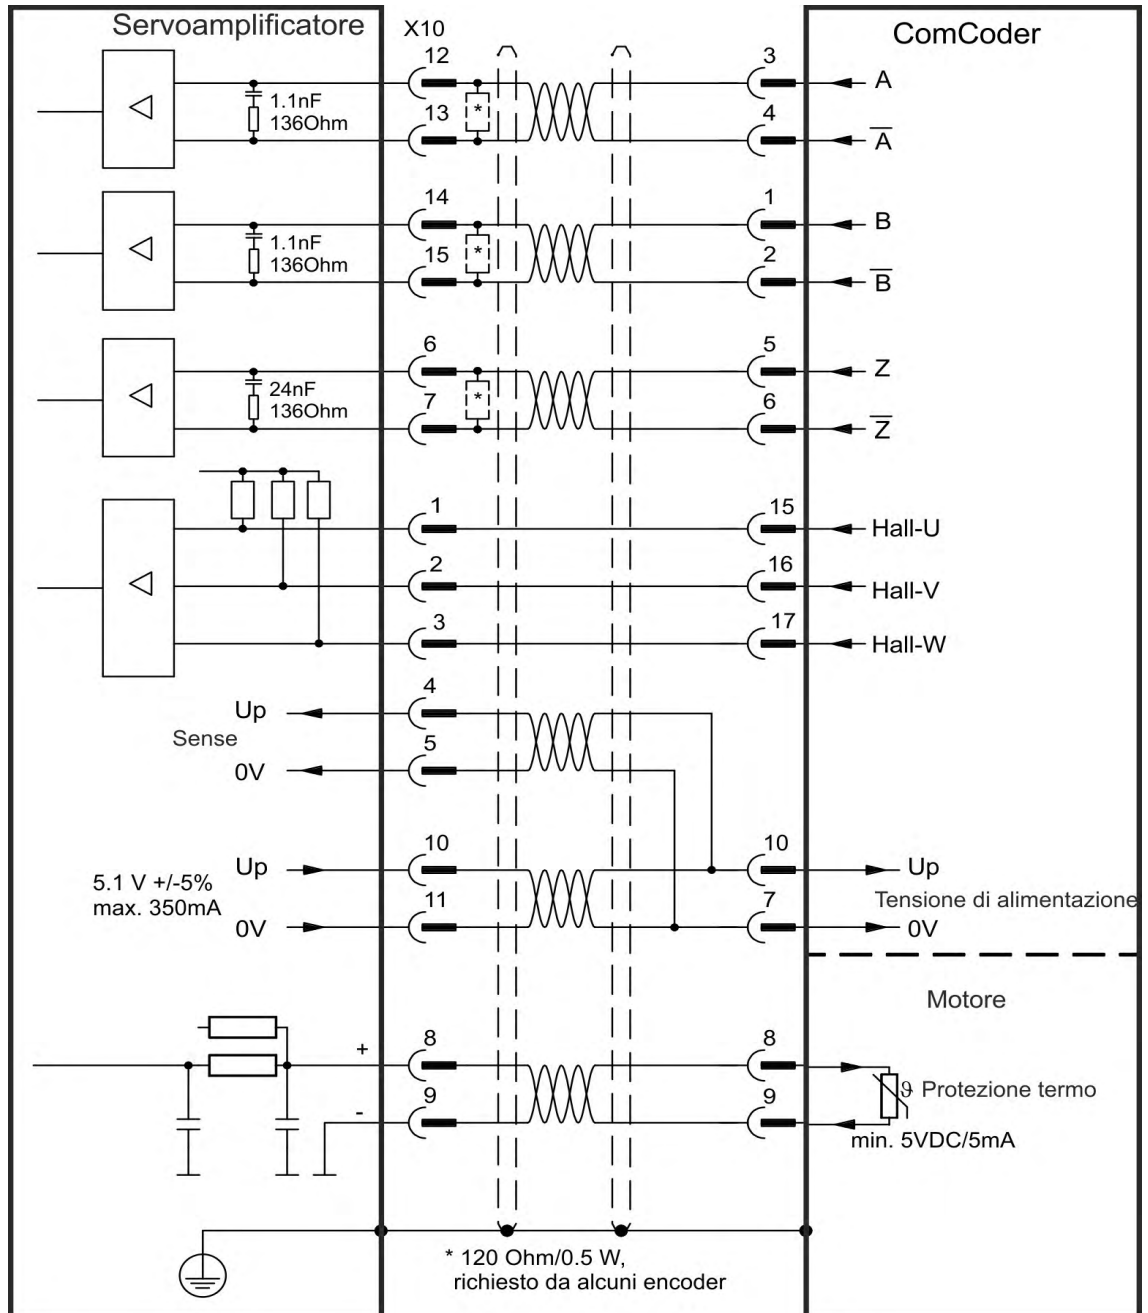 Servoamplificatore
X10
ComCoder
12
3
A
1.1nF
136Ohm
*
13
4
A̅
14
1
B
1.1nF
136Ohm
*
15
2
B̅
6
5
Z
24nF
136Ohm
*
7
6
Z̅
1
15
Hall-U
2
16
Hall-V
3
17
Hall-W
4
Up
Sense
5
0V
10
10
Up
Up
5.1 V +/-5%
max. 350mA
Tensione di alimentazione
11
7
0V
0V
Motore
+
8
8
ϑ Protezione termo
-
9
9
min. 5VDC/5mA
* 120 Ohm/0.5 W,
richiesto da alcuni encoder